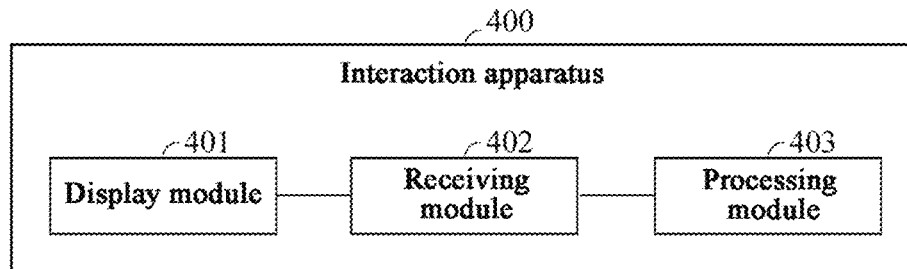 400
Interaction apparatus
401
402
403
Display module
Receiving
module
Processing
module